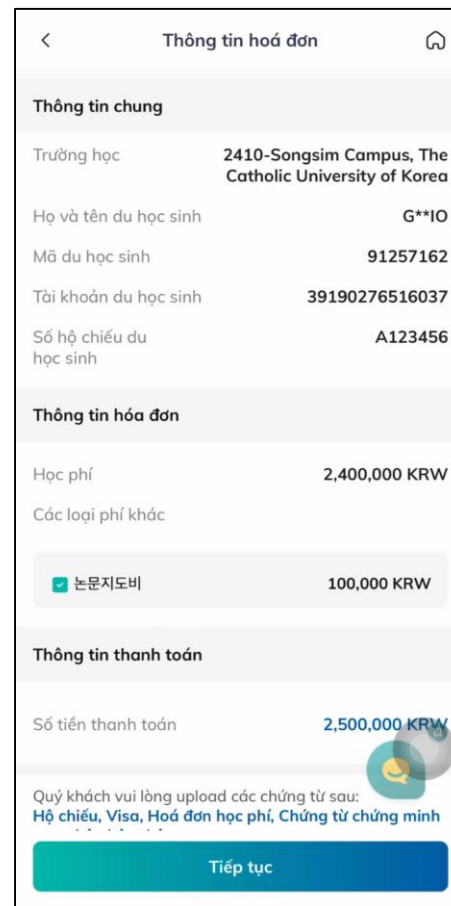 Thông tin hoá đơn
Thông tin chung
Trường học
2410-Songsim Campus, The
Catholic University of Korea
Họ và tên du học sinh
G**IO
Mã du học sinh
91257162
Tài khoản du học sinh
39190276516037
Số hộ chiếu du
học sinh
A123456
Thông tin hóa đơn
Học phí
2,400,000 KRW
Các loại phí khác
논문지도비
100,000 KRW
Thông tin thanh toán
Số tiền thanh toán
2,500,000 KRW
Quý khách vui lòng upload các chứng từ sau:
Hộ chiếu, Visa, Hoá đơn học phí, Chứng từ chứng minh
Tiếp tục